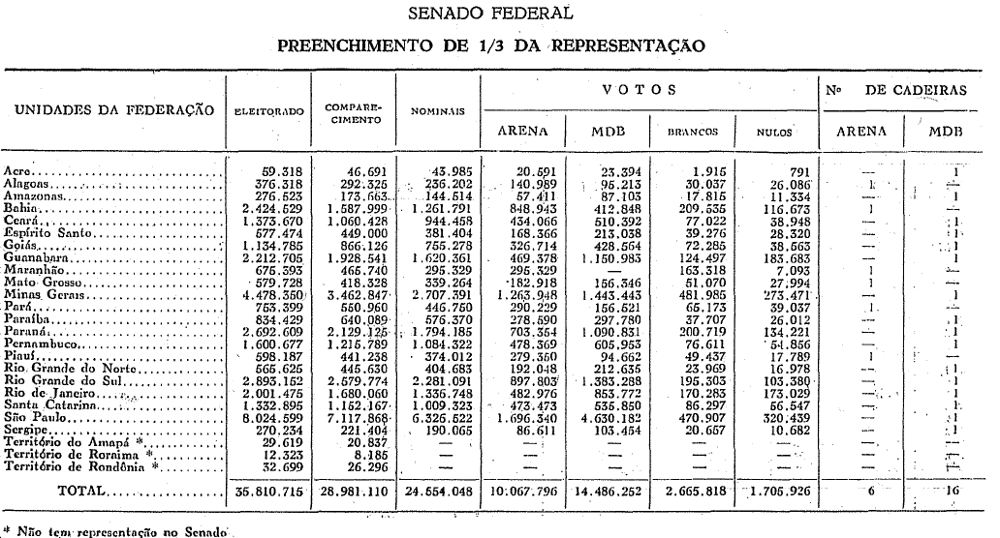 SENADO FEDERAL
PREENCHIMENTO DE 1/3 DA REPRESENTAÇÃO
UNIDADES DA FEDERAÇÃO ELEITORADO COMPARE-CIMENTO NOMINAIS VOTOS Nº DE CADEIRAS
ARENA MDB BRANCOS NULOS ARENA MDB
Acre 59.318 46.691 43.985 20.591 23.394 1.915 791 — 1
Alagoas 376.318 292.325 236.202 140.989 95.213 30.037 26.086 1 —
Amazonas 276.523 173.663 144.514 57.411 87.103 17.815 11.334 — 1
Bahia 2.424.529 1.587.999 1.261.791 848.943 412.848 209.535 116.673 1 —
Ceará 1.373.670 1.060.428 944.458 434.066 510.392 77.022 38.948 — 1
Espírito Santo 577.474 449.000 381.404 168.366 213.038 39.276 28.320 — 1
Goiás 1.134.785 866.126 755.278 326.714 428.564 72.285 38.563 — 1
Guanabara 2.212.705 1.928.541 1.620.361 469.378 1.150.983 124.497 183.683 — 1
Maranhão 675.393 465.740 295.329 295.329 — 163.318 7.093 1 —
Mato Grosso 579.728 418.328 339.264 182.918 156.346 51.070 27.994 1 —
Minas Gerais 4.478.350 3.462.847 2.707.391 1.263.948 1.443.443 481.985 273.471 — 1
Pará 753.399 550.960 446.750 290.229 156.521 65.173 39.037 1 —
Paraíba 834.429 640.089 576.370 278.590 297.780 37.707 26.012 — 1
Paraná 2.692.609 2.129.125 1.794.185 703.354 1.090.831 200.719 134.221 — 1
Pernambuco 1.600.677 1.215.789 1.084.322 478.369 605.953 76.611 54.856 — 1
Piauí 598.187 441.238 374.012 279.350 94.662 49.437 17.789 1 —
Rio Grande do Norte 565.625 445.630 404.683 192.048 212.635 23.969 16.978 — 1
Rio Grande do Sul 2.893.152 2.579.774 2.281.091 897.803 1.383.288 195.303 103.380 — 1
Rio de Janeiro 2.001.475 1.680.060 1.336.748 482.976 853.772 170.283 173.029 — 1
Santa Catarina 1.332.895 1.152.167 1.009.323 473.473 535.850 86.297 56.547 — 1
São Paulo 8.024.599 7.117.868 6.326.522 1.696.340 4.630.182 470.907 320.439 — 1
Sergipe 270.234 221.404 190.065 86.611 103.454 20.657 10.682 — 1
Território do Amapá * 29.619 20.837 — — — — — — —
Território de Roraima * 12.323 8.185 — — — — — — —
Território de Rondônia * 32.699 26.296 — — — — — — —
TOTAL 35.810.715 28.981.110 24.554.048 10.067.796 14.486.252 2.665.818 1.705.926 6 16
* Não tem representação no Senado